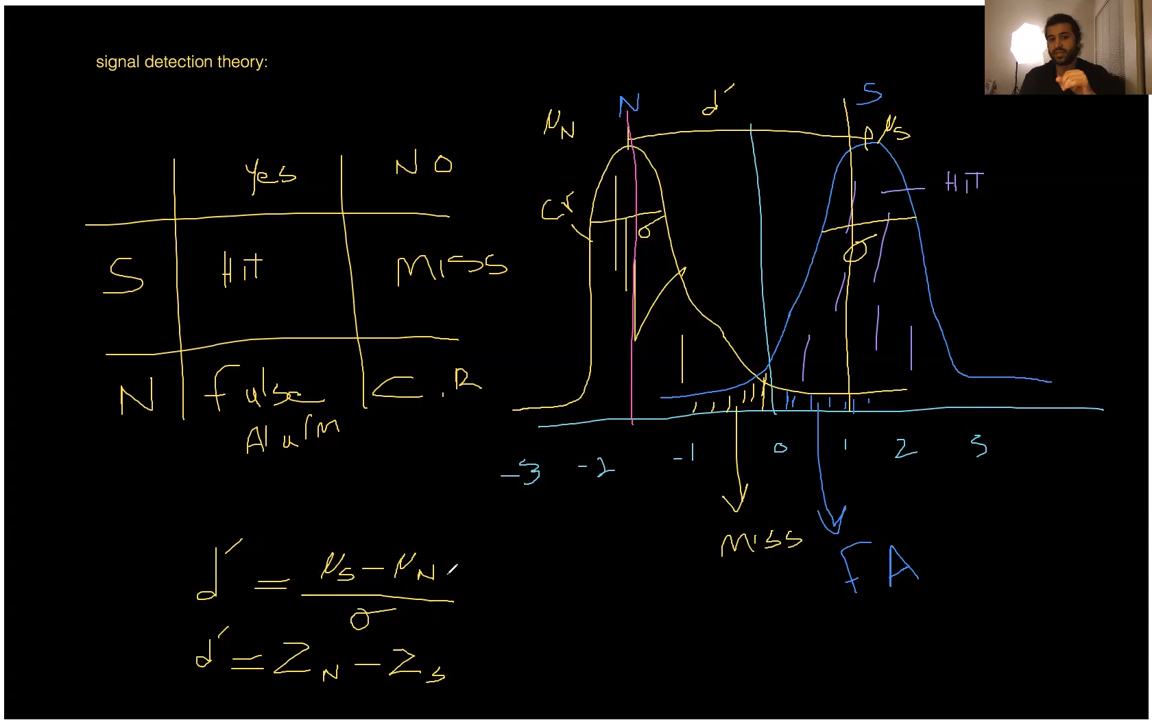 signal detection theory:
Yes NO
S Hit MISS
N Fulse Alarm C.R
N d′ S
μN μS
Cr σ σ HIT
-3 -2 -1 0 1 2 3
MISS
FA
d′ = μS - μN
σ
d′ = ZN - ZS